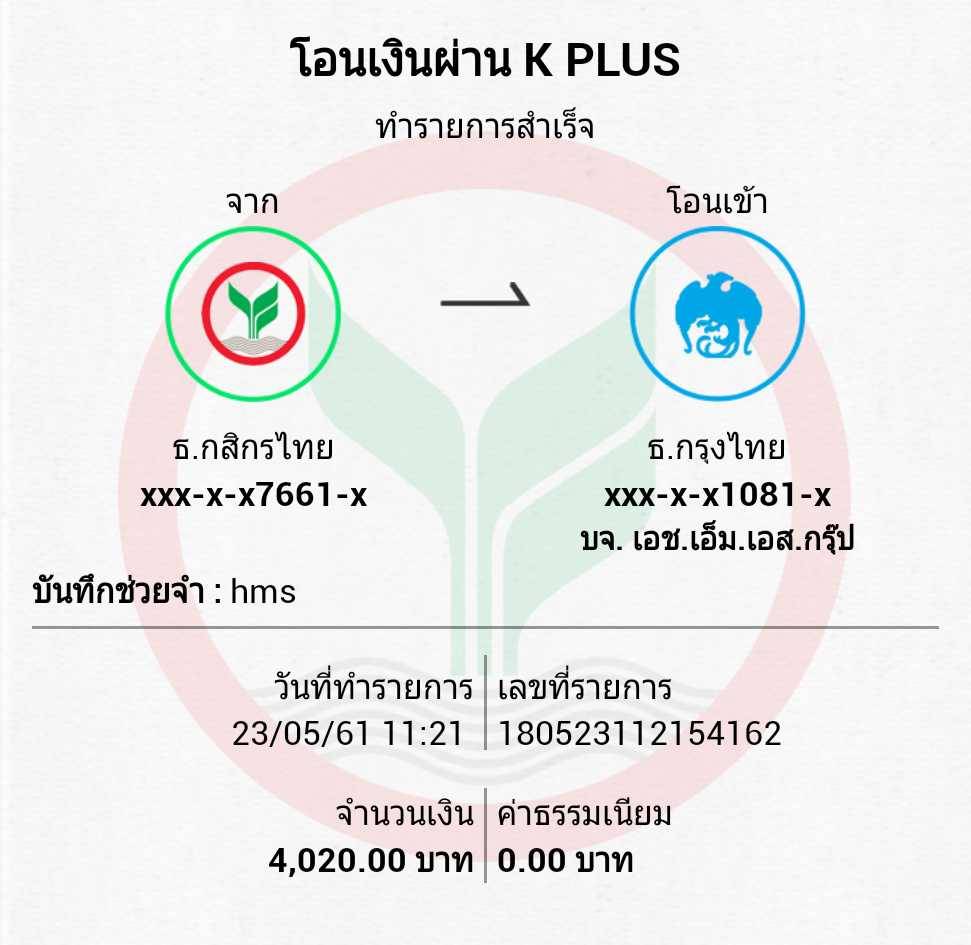 โอนเงินผ่าน K PLUS
ทำรายการสำเร็จ
จาก
โอนเข้า
ธ.กสิกรไทย
xxx-x-x7661-x
ธ.กรุงไทย
xxx-x-x1081-x
บจ. เอช.เอ็ม.เอส.กรุ๊ป
บันทึกช่วยจำ : hms
วันที่ทำรายการ
23/05/61 11:21
เลขที่รายการ
180523112154162
จำนวนเงิน
4,020.00 บาท
ค่าธรรมเนียม
0.00 บาท